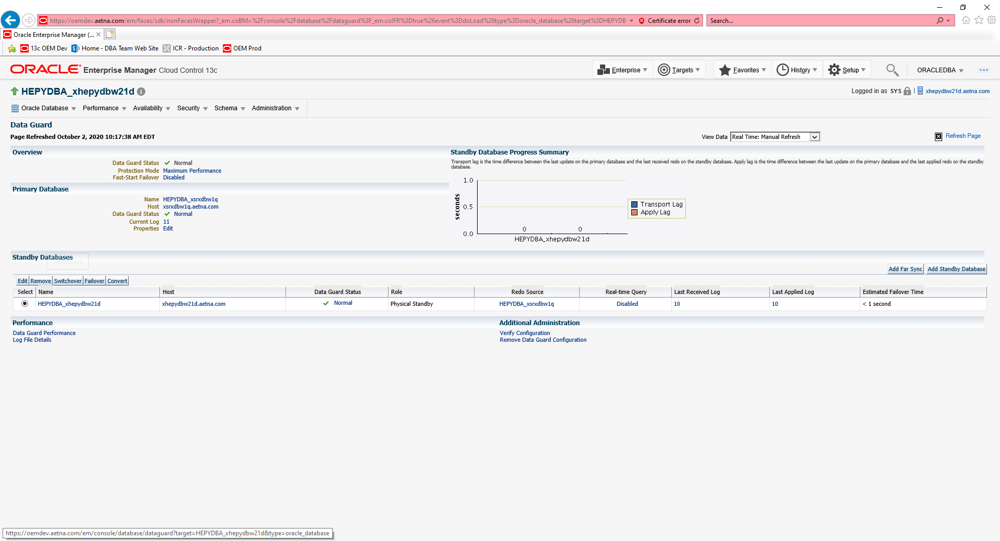 https://oemdev.aetna.com/em/faces/sdk/nonFacesWrapper?_em.coBM=%2Fconsole%2Fdatabase%2Fdataguard%3F_em.coIFR%3Dtrue%26event%3DdoLoad%26type%3Doracle_database%26target%3DHEPYDB Certificate error Search...
Oracle Enterprise Manager (...
13c OEM Dev Home - DBA Team Web Site ICR - Production OEM Prod
ORACLE Enterprise Manager Cloud Control 13c Enterprise Targets Favorites History Setup ORACLEDBA
HEPYDBA_xhepydbw21d Logged in as SYS | xhepydbw21d.aetna.com
Oracle Database Performance Availability Security Schema Administration
Data Guard
Page Refreshed October 2, 2020 10:17:38 AM EDT View Data Real Time: Manual Refresh Refresh Page
Overview
Data Guard Status Normal
Protection Mode Maximum Performance
Fast-Start Failover Disabled
Primary Database
Name HEPYDBA_xsrxdbw1q
Host xsrxdbw1q.aetna.com
Data Guard Status Normal
Current Log 11
Properties Edit
Standby Database Progress Summary
Transport lag is the time difference between the last update on the primary database and the last received redo on the standby database. Apply lag is the time difference between the last update on the primary database and the last applied redo on the standby
database.
seconds
1.0
0.5
0.0
0 0
HEPYDBA_xhepydbw21d
Transport Lag
Apply Lag
Standby Databases
Switchover
Add Far Sync Add Standby Database
Edit Remove Switchover Failover Convert
Select Name Host Data Guard Status Role Redo Source Real-time Query Last Received Log Last Applied Log Estimated Failover Time
HEPYDBA_xhepydbw21d xhepydbw21d.aetna.com Normal Physical Standby HEPYDBA_xsrxdbw1q Disabled 10 10 < 1 second
Performance
Data Guard Performance
Log File Details
Additional Administration
Verify Configuration
Remove Data Guard Configuration
https://oemdev.aetna.com/em/console/database/dataguard?target=HEPYDBA_xhepydbw21d&type=oracle_database